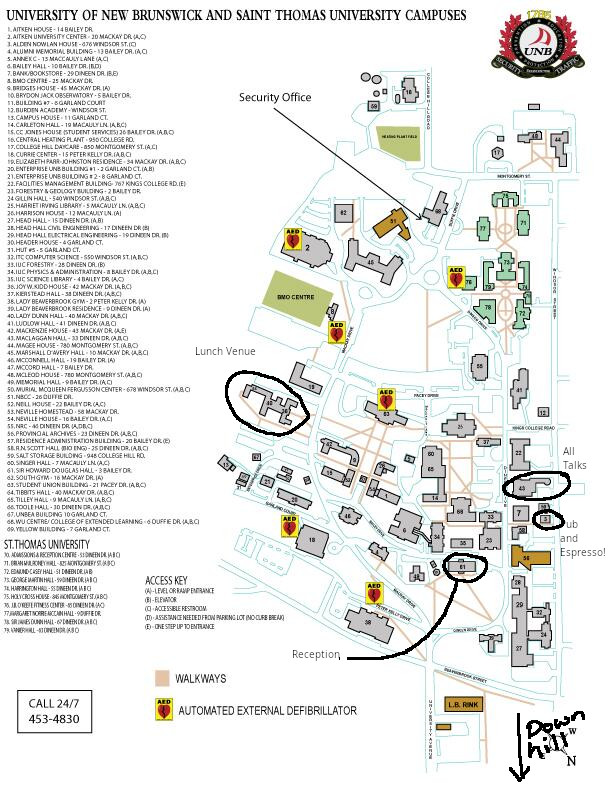 UNIVERSITY OF NEW BRUNSWICK AND SAINT THOMAS UNIVERSITY CAMPUSES
1. AITKEN HOUSE - 14 BAILEY DR.
2. AITKEN UNIVERSITY CENTER - 20 MACKAY DR. (A,C)
3. ALDEN NOWLAN HOUSE - 676 WINDSOR ST. (C)
4. ALUMNI MEMORIAL BUILDING - 13 BAILEY DR. (A,C)
5. ANNEX C - 13 MACCAULY LANE (A,C)
6. BAILEY HALL - 10 BAILEY DR. (B,D)
7. BANK/BOOKSTORE - 29 DINEEN DR. (B,E)
8. BMO CENTRE - 25 MACKAY DR.
9. BRIDGES HOUSE - 45 MACKAY DR. (A)
10. BRYDON JACK OBSERVATORY - 5 BAILEY DR.
11. BUILDING #7 - 8 GARLAND COURT
12. BURDEN ACADEMY - WINDSOR ST.
13. CAMPUS HOUSE - 11 GARLAND CT.
14. CARLETON HALL - 19 MACAULY LN. (A,B,C)
15. CC JONES HOUSE (STUDENT SERVICES) 26 BAILEY DR. (A,B,C)
16. CENTRAL HEATING PLANT - 950 COLLEGE RD.
17. COLLEGE HILL DAYCARE - 850 MONTGOMERY ST. (A,C)
18. CURRIE CENTER - 15 PETER KELLY DR. (A,B,C)
19. ELIZABETH PARR-JOHNSTON RESIDENCE - 34 MACKAY DR. (A,B,C)
20. ENTERPRISE UNB BUILDING #1 - 2 GARLAND CT. (A,B)
21. ENTERPRISE UNB BUILDING # 2 - 8 GARLAND CT.
22. FACILITIES MANAGEMENT BUILDING- 767 KINGS COLLEGE RD. (E)
23. FORESTRY & GEOLOGY BUILDING - 2 BAILEY DR.
24. GILLIN HALL - 540 WINDSOR ST. (A,B,C)
25. HARRIET IRVING LIBRARY - 5 MACAULY LN. (A,B,C)
26. HARRISON HOUSE - 12 MACAULY LN. (A)
27. HEAD HALL - 15 DINEEN DR. (A,B)
28. HEAD HALL CIVIL ENGINEERING - 17 DINEEN DR. (B)
29. HEAD HALL ELECTRICAL ENGINEERING - 19 DINEEN DR. (B)
30. HEADER HOUSE - 4 GARLAND CT.
31. HUT #5 - GARLAND CT.
32. ITC COMPUTER SCIENCE - 550 WINDSOR ST. (A,B,C)
33. IUC FORESTRY - 28 DINEEN DR. (B)
34. IUC PHYSICS & ADMINISTRATION - 8 BAILEY DR. (A,B,C)
35. IUC SCIENCE LIBRARY - 4 BAILEY DR. (A,C)
36. JOY W. KIDD HOUSE - 42 MACKAY DR. (A,B,C)
37. KIERSTEAD HALL - 38 DINEEN DR. (A,B,C)
38. LADY BEAVERBROOK GYM - 2 PETER KELLY DR. (A)
39. LADY BEAVERBROOK RESIDENCE - 9 DINEEN DR. (A)
40. LADY DUNN HALL - 40 MACKAY DR. (A,B,C)
41. LUDLOW HALL - 41 DINEEN DR. (A,B,C)
42. MACKENZIE HOUSE - 43 MACKAY DR. (A,E)
43. MACLAGGAN HALL - 33 DINEEN DR. (A,B,C)
44. MAGEE HOUSE - 780 MONTGOMERY ST. (A,B,C)
45. MARSHALL D'AVERY HALL - 10 MACKAY DR. (A,B,C)
46. MCCONNELL HALL - 19 BAILEY DR. (A)
47. MCCORD HALL - 7 BAILEY DR.
48. MCLEOD HOUSE - 780 MONTGOMERY ST. (A,B,C)
49. MEMORIAL HALL - 9 BAILEY DR. (A,C)
50. MURIAL MCQUEEN FERGUSSON CENTER - 678 WINDSOR ST. (A,B,C)
51. NBCC - 26 DUFFIE DR.
52. NEILL HOUSE - 22 BAILEY DR. (A,C)
53. NEVILLE HOMESTEAD - 58 MACKAY DR.
54. NEVILLE HOUSE - 16 BAILEY DR. (A,C)
55. NRC - 46 DINEEN DR. (A,D,B,C)
56. PROVINCIAL ARCHIVES - 23 DINEEN DR. (A,B,C)
57. RESIDENCE ADMINISTRATION BUILDING - 20 BAILEY DR. (E)
58. R.N. SCOTT HALL (BIO ENG) - 25 DINEEN DR. (A,B,C)
59. SALT STORAGE BUILDING - 948 COLLEGE HILL RD.
60. SINGER HALL - 7 MACAULY LN. (A,C)
61. SIR HOWARD DOUGLAS HALL - 3 BAILEY DR.
62. SOUTH GYM - 16 MACKAY DR. (A)
63. STUDENT UNION BUILDING - 21 PACEY DR. (A,B,C)
64. TIBBITS HALL - 40 MACKAY DR. (A,B,C)
65. TILLEY HALL - 9 MACAULY LN. (A,B,C)
66. TOOLE HALL - 30 DINEEN DR. (A,C)
67. UNBEA BUILDING 10 GARLAND CT.
68. WU CENTRE/ COLLEGE OF EXTENDED LEARNING - 6 DUFFIE DR. (A,B,C)
69. YELLOW BUILDING - 7 GARLAND CT.
ST. THOMAS UNIVERSITY
70. ADMISSIONS & RECEPTION CENTRE - 53 DINEEN DR. (A,B,C)
71. BRIAN MULRONEY HALL - 825 MONTGOMERY ST. (A,B,C)
72. EDMUND CASEY HALL - 51 DINEEN DR. (A,B)
73. GEORGE MARTIN HALL - 59 DINEEN DR. (A,B,C)
74. HARRINGTON HALL - 55 DINEEN DR. (A,B,C)
75. HOLY CROSS HOUSE - 845 MONTGOMERY ST. (A,B,C)
76. J.B. O'KEEFE FITNESS CENTER - 65 DINEEN DR. (A,C)
77. MARGARET NORRIE MCCAIN HALL - 9 DUFFIE DR.
78. SIR JAMES DUNN HALL - 67 DINEEN DR. (A,B,C)
79. VANIER HALL - 63 DINEEN DR. (A,B,C)
ACCESS KEY
(A) - LEVEL OR RAMP ENTRANCE
(B) - ELEVATOR
(C) - ACCESSIBLE RESTROOM
(D) - ASSISTANCE NEEDED FROM PARKING LOT (NO CURB BREAK)
(E) - ONE STEP UP TO ENTRANCE
WALKWAYS
AED
AUTOMATED EXTERNAL DEFIBRILLATOR
CALL 24/7
453-4830
1785
UNB
SECURITY
TRAFFIC
Security Office
Lunch Venue
Reception
All
Talks
ub and
Espresso!
Down
hill
W
N
HEATING PLANT FIELD
BMO CENTRE
COLLEGE HILL ROAD
MONTGOMERY ST.
WINDSOR STREET
PACEY DRIVE
KINGS COLLEGE ROAD
PETER KELLY DRIVE
BEAVERBROOK STREET
UNIVERSITY AVENUE
L.B. RINK